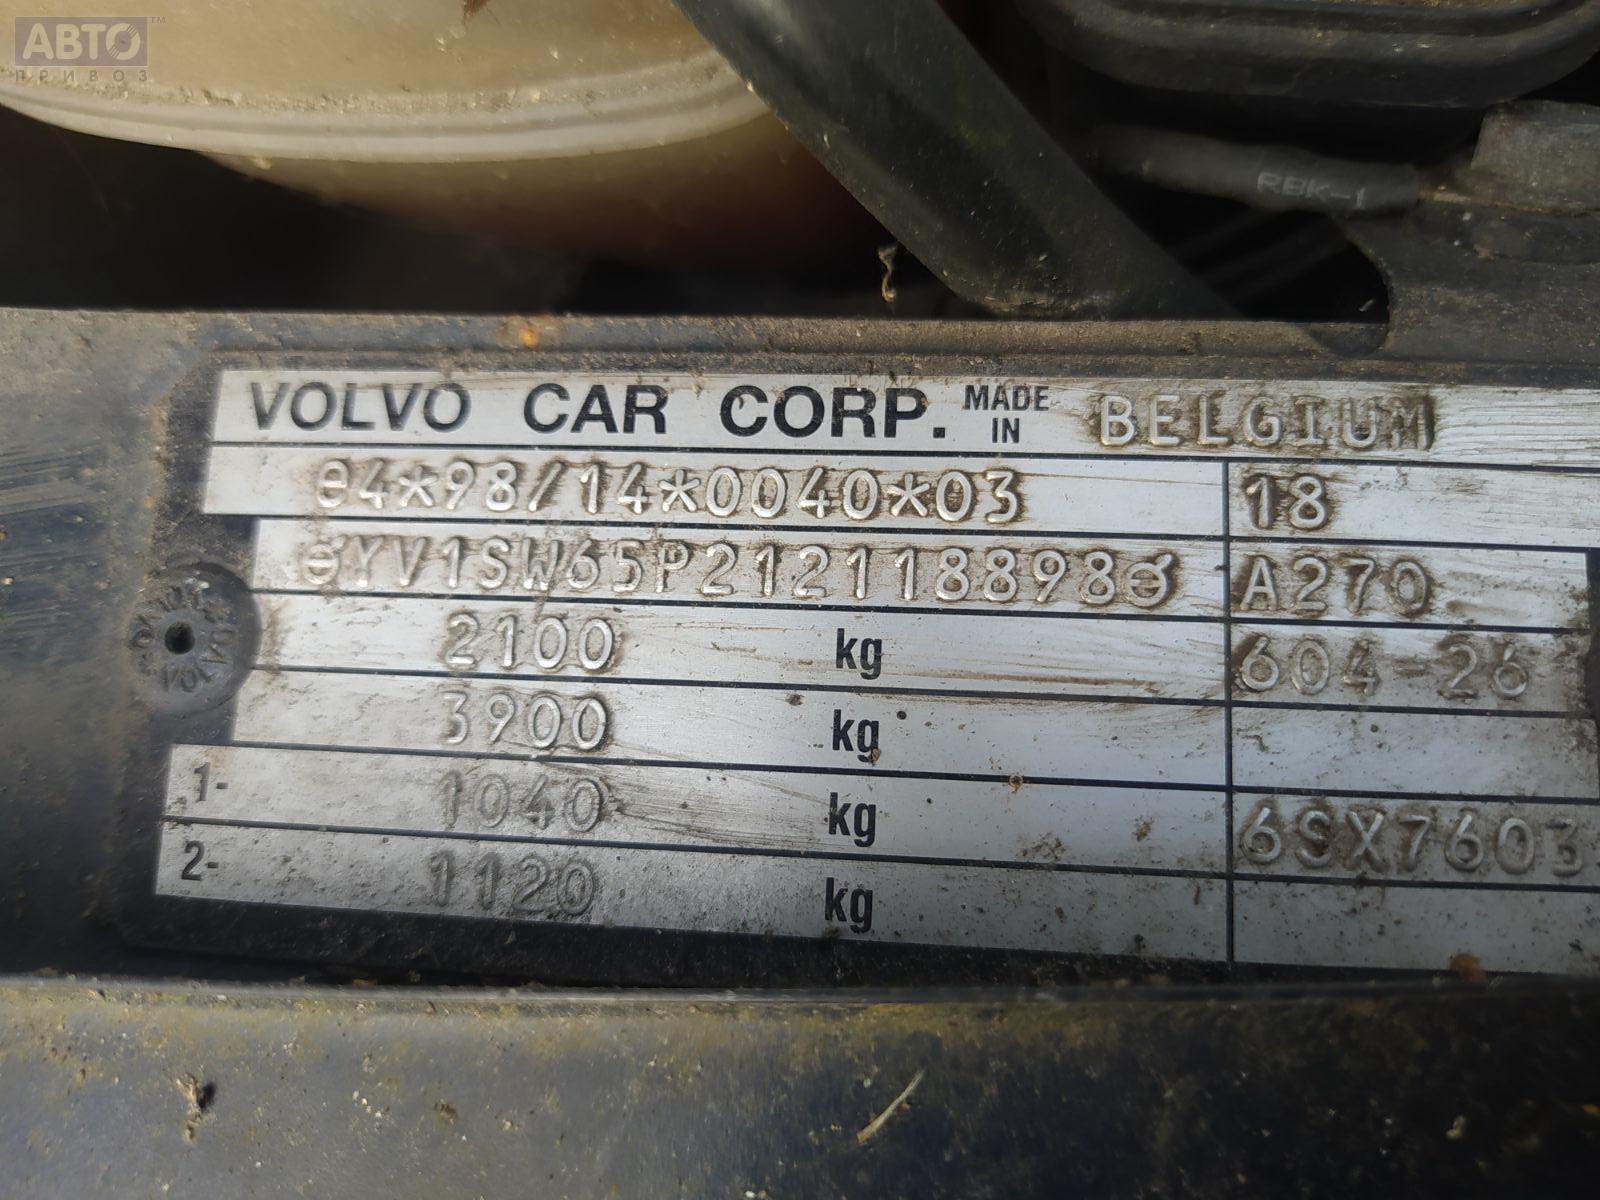 АВТО™
ПРИВОЗ
RBK-1
VOLVO CAR CORP. MADE IN BELGIUM
e4*98/14*0040*03 18
YV1SW65P212118898 A270
2100 kg 604-26
3900 kg
1- 1040 kg 6SX7603
2- 1120 kg